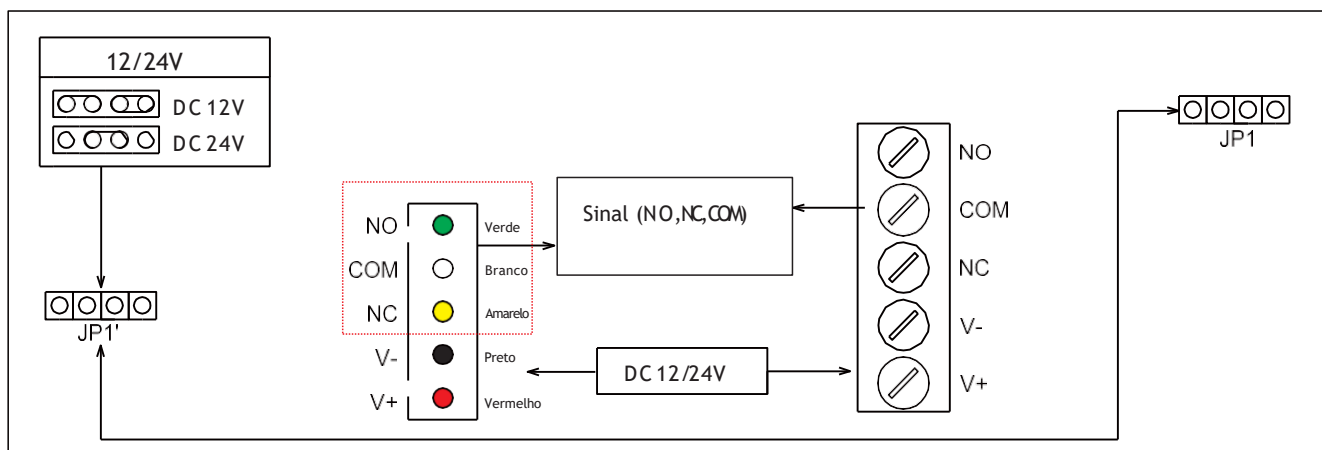 12/24V
DC 12V
DC 24V
JP1'
NO Verde
COM Branco
NC Amarelo
V- Preto
V+ Vermelho
Sinal (NO,NC,COM)
DC 12/24V
NO
COM
NC
V-
V+
JP1